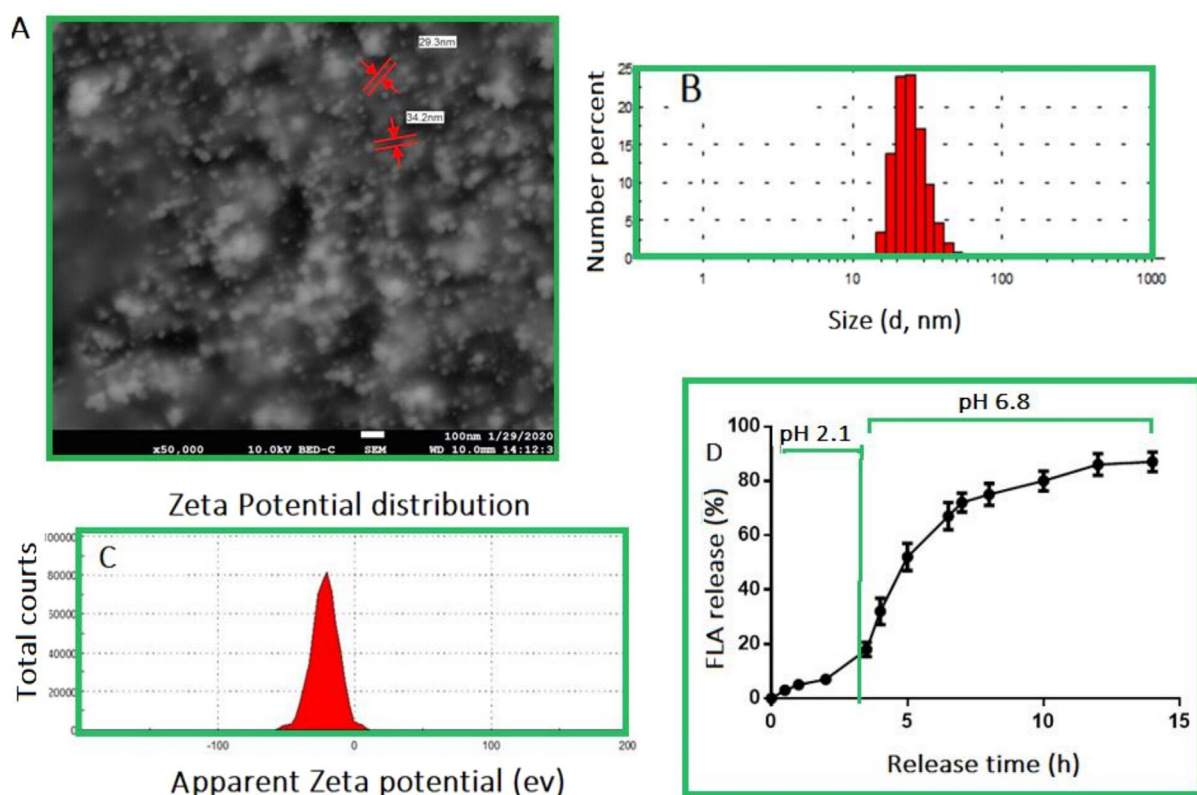 A
29.3nm
34.2nm
100nm 1/29/2020
x50,000 10.0kV BED-C SEM WD 10.0mm 14:12:3
B
Number percent
25
20
15
10
5
0
1 10 100 1000
Size (d, nm)
Zeta Potential distribution
C
Total courts
00000
80000
60000
40000
20000
0
-100 0 100 200
Apparent Zeta potential (ev)
pH 6.8
pH 2.1
D
FLA release (%)
100
80
60
40
20
0
0 5 10 15
Release time (h)